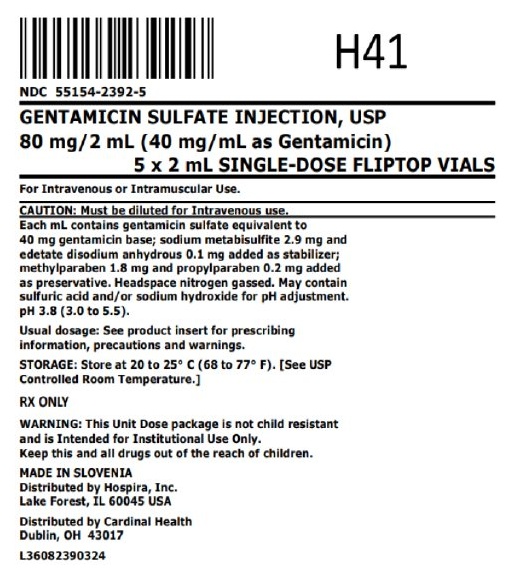 H41
NDC 55154-2392-5
GENTAMICIN SULFATE INJECTION, USP
80 mg/2 mL (40 mg/mL as Gentamicin)
5 x 2 mL SINGLE-DOSE FLIPTOP VIALS
For Intravenous or Intramuscular Use.
CAUTION: Must be diluted for Intravenous use.
Each mL contains gentamicin sulfate equivalent to
40 mg gentamicin base; sodium metabisulfite 2.9 mg and
edetate disodium anhydrous 0.1 mg added as stabilizer;
methylparaben 1.8 mg and propylparaben 0.2 mg added
as preservative. Headspace nitrogen gassed. May contain
sulfuric acid and/or sodium hydroxide for pH adjustment.
pH 3.8 (3.0 to 5.5).
Usual dosage: See product insert for prescribing
information, precautions and warnings.
STORAGE: Store at 20 to 25° C (68 to 77° F). [See USP
Controlled Room Temperature.]
RX ONLY
WARNING: This Unit Dose package is not child resistant
and is Intended for Institutional Use Only.
Keep this and all drugs out of the reach of children.
MADE IN SLOVENIA
Distributed by Hospira, Inc.
Lake Forest, IL 60045 USA
Distributed by Cardinal Health
Dublin, OH 43017
L36082390324